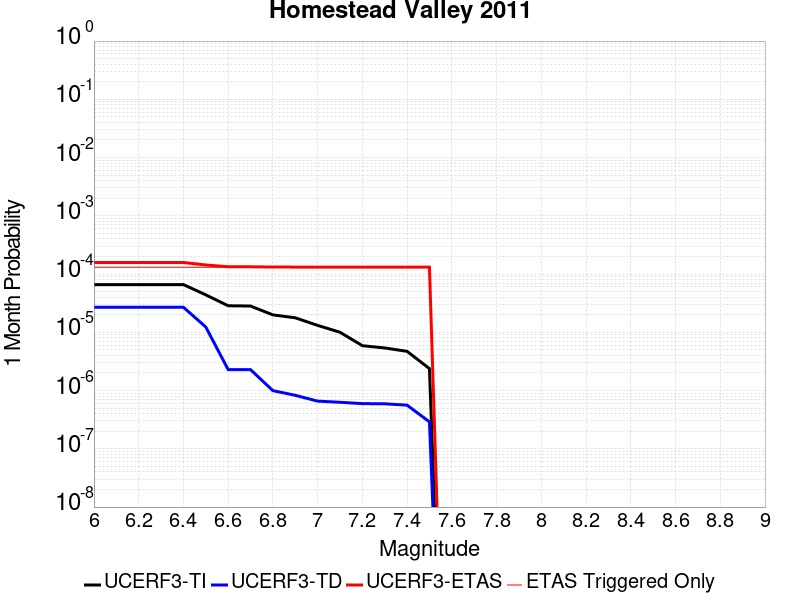 Homestead Valley 2011
1 Month Probability
10^0
10^-1
10^-2
10^-3
10^-4
10^-5
10^-6
10^-7
10^-8
6 6.2 6.4 6.6 6.8 7 7.2 7.4 7.6 7.8 8 8.2 8.4 8.6 8.8 9
Magnitude
UCERF3-TI UCERF3-TD UCERF3-ETAS ETAS Triggered Only